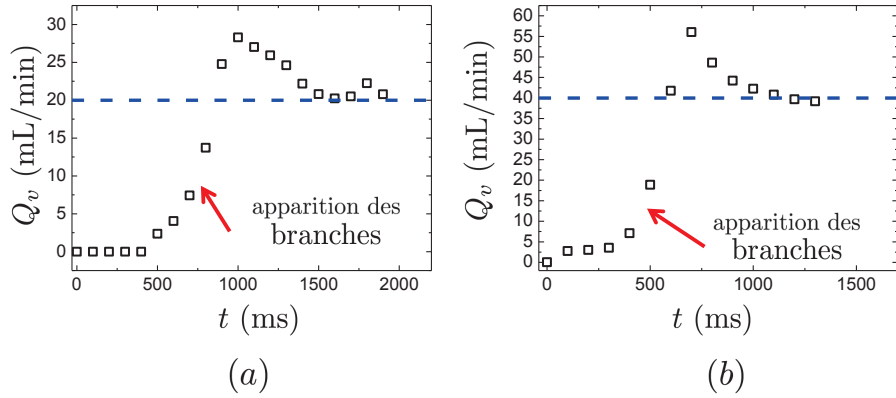 30
25
20
15
10
5
0
Q_v (mL/min)
apparition des
branches
0 500 1000 1500 2000
t (ms)
(a)
60
55
50
45
40
35
30
25
20
15
10
5
0
Q_v (mL/min)
apparition des
branches
0 500 1000 1500
t (ms)
(b)